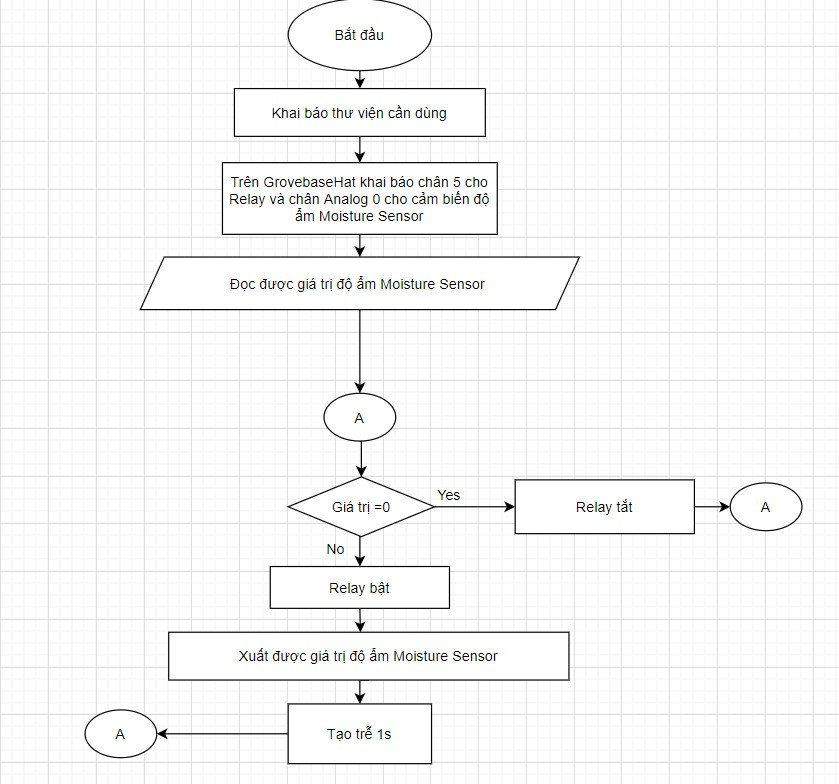 Bắt đầu
Khai báo thư viện cần dùng
Trên GrovebaseHat khai báo chân 5 cho
Relay và chân Analog 0 cho cảm biến độ
ẩm Moisture Sensor
Đọc được giá trị độ ẩm Moisture Sensor
A
Giá trị =0
Yes
Relay tắt
A
No
Relay bật
Xuất được giá trị độ ẩm Moisture Sensor
Tạo trễ 1s
A